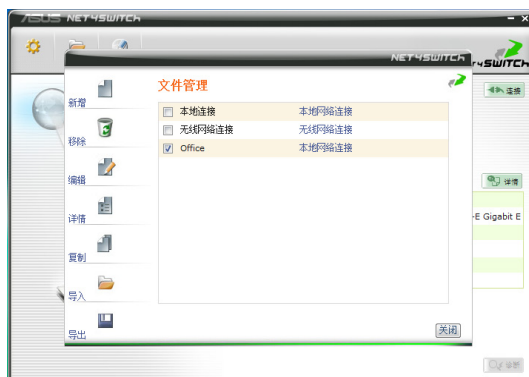 ASUS NET4SWITCH
NET4SWITCH
连接
NET4SWITCH
文件管理
新增
移除
编辑
详情
复制
导入
导出
本地连接 本地网络连接
无线网络连接 无线网络连接
Office 本地网络连接
关闭
详情
-E Gigabit E
诊断